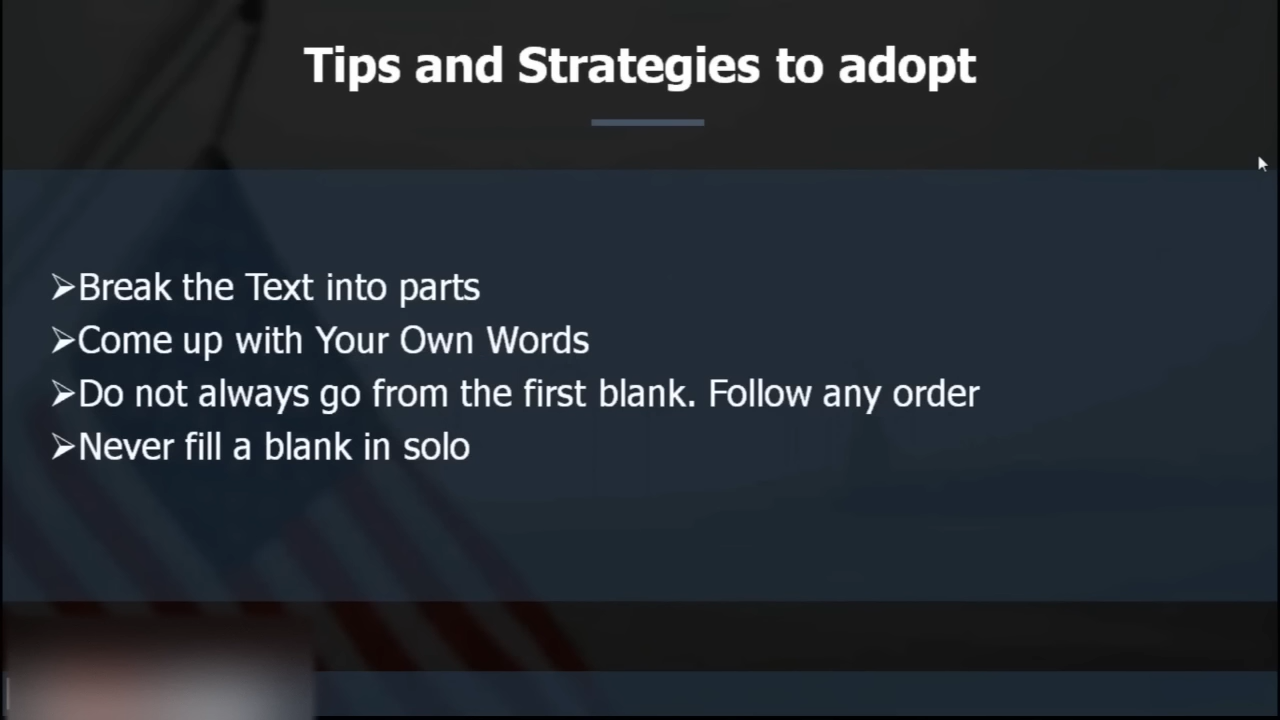 Tips and Strategies to adopt
➢Break the Text into parts
➢Come up with Your Own Words
➢Do not always go from the first blank. Follow any order
➢Never fill a blank in solo